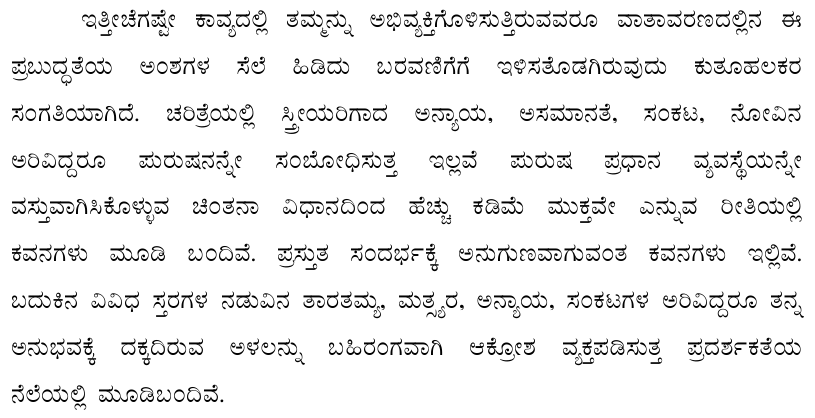 ಇತ್ತೀಚೆಗಷ್ಟೇ ಕಾವ್ಯದಲ್ಲಿ ತಮ್ಮನ್ನು ಅಭಿವ್ಯಕ್ತಿಗೊಳಿಸುತ್ತಿರುವವರೂ ವಾತಾವರಣದಲ್ಲಿನ ಈ
ಪ್ರಬುದ್ಧತೆಯ ಅಂಶಗಳ ಸೆಲೆ ಹಿಡಿದು ಬರವಣಿಗೆಗೆ ಇಳಿಸತೊಡಗಿರುವುದು ಕುತೂಹಲಕರ
ಸಂಗತಿಯಾಗಿದೆ. ಚರಿತ್ರೆಯಲ್ಲಿ ಸ್ತ್ರೀಯರಿಗಾದ ಅನ್ಯಾಯ, ಅಸಮಾನತೆ, ಸಂಕಟ, ನೋವಿನ
ಅರಿವಿದ್ದರೂ ಪುರುಷನನ್ನೇ ಸಂಬೋಧಿಸುತ್ತ ಇಲ್ಲವೆ ಪುರುಷ ಪ್ರಧಾನ ವ್ಯವಸ್ಥೆಯನ್ನೇ
ವಸ್ತುವಾಗಿಸಿಕೊಳ್ಳುವ ಚಿಂತನಾ ವಿಧಾನದಿಂದ ಹೆಚ್ಚು ಕಡಿಮೆ ಮುಕ್ತವೇ ಎನ್ನುವ ರೀತಿಯಲ್ಲಿ
ಕವನಗಳು ಮೂಡಿ ಬಂದಿವೆ. ಪ್ರಸ್ತುತ ಸಂದರ್ಭಕ್ಕೆ ಅನುಗುಣವಾಗುವಂತ ಕವನಗಳು ಇಲ್ಲಿವೆ.
ಬದುಕಿನ ವಿವಿಧ ಸ್ತರಗಳ ನಡುವಿನ ತಾರತಮ್ಯ, ಮತ್ಸ್ಯರ, ಅನ್ಯಾಯ, ಸಂಕಟಗಳ ಅರಿವಿದ್ದರೂ ತನ್ನ
ಅನುಭವಕ್ಕೆ ದಕ್ಕದಿರುವ ಅಳಲನ್ನು ಬಹಿರಂಗವಾಗಿ ಆಕ್ರೋಶ ವ್ಯಕ್ತಪಡಿಸುತ್ತ ಪ್ರದರ್ಶಕತೆಯ
ನೆಲೆಯಲ್ಲಿ ಮೂಡಿಬಂದಿವೆ.